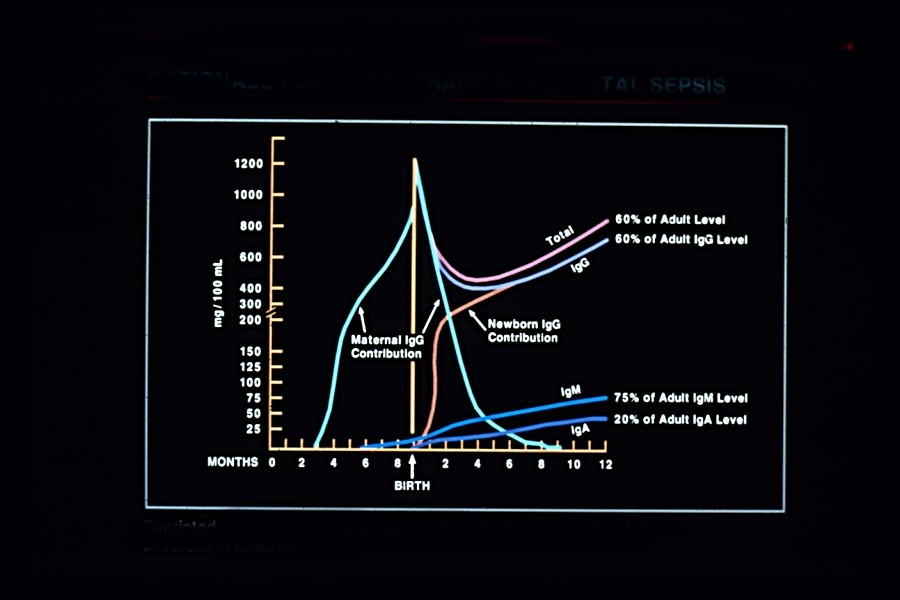 TAL SEPSIS
1200
1000
800
600
400
300
200
150
125
100
75
50
25
mg/100 mL
Total
60% of Adult Level
60% of Adult IgG Level
IgG
Maternal IgG
Contribution
Newborn IgG
Contribution
IgM
75% of Adult IgM Level
20% of Adult IgA Level
IgA
MONTHS 0 2 4 6 8 2 4 6 8 10 12
BIRTH
Reprinted